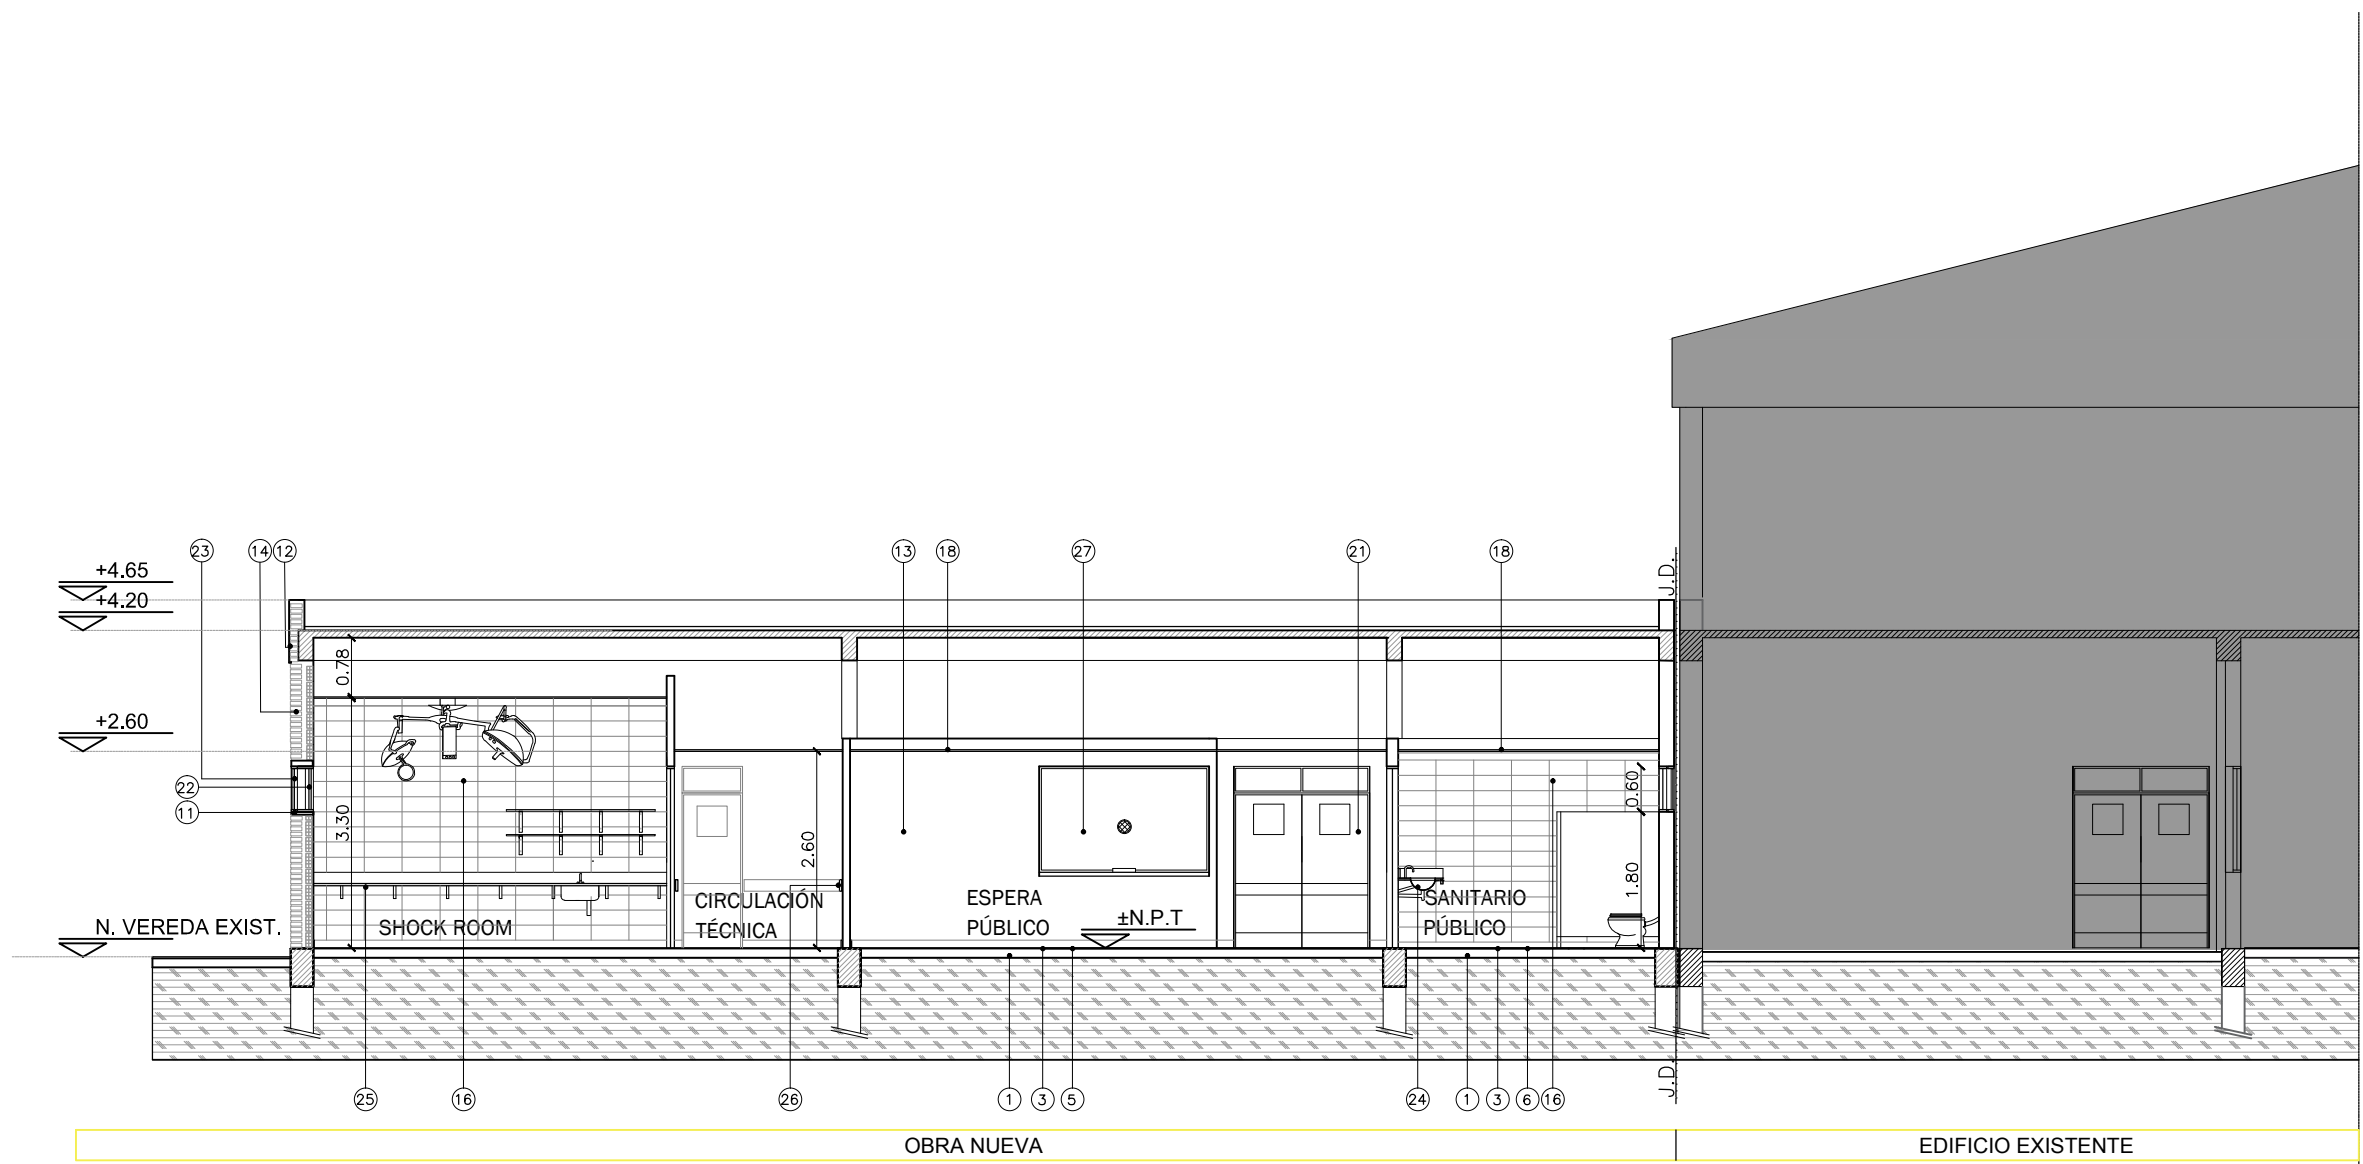 23
14
12
13
18
27
21
18
J.D.
+4.65
+4.20
0.78
+2.60
22
11
3.30
2.60
0.60
1.80
N. VEREDA EXIST.
SHOCK ROOM
CIRCULACIÓN
TÉCNICA
ESPERA
PÚBLICO
±N.P.T
SANITARIO
PÚBLICO
25
16
26
1
3
5
24
1
3
6
16
J.D.
OBRA NUEVA
EDIFICIO EXISTENTE